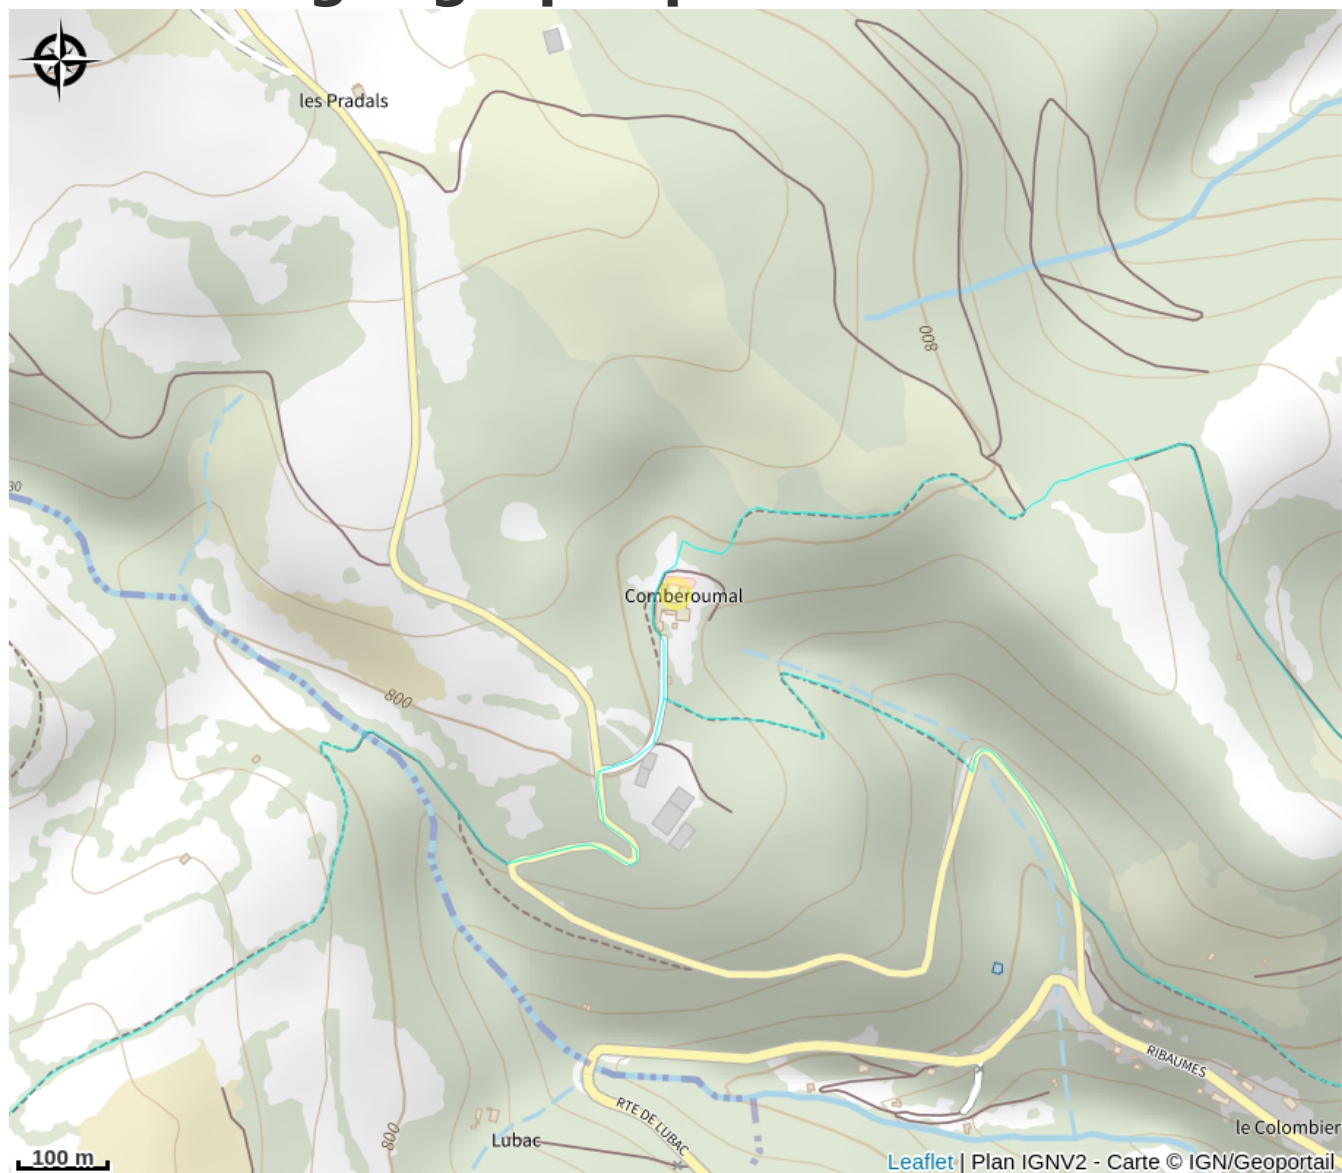 les Pradals
800
30
Comberoumal
800
RIBAUMES
RTE DE LUBAC
800
Lubac
le Colombier
100 m
Leaflet | Plan IGNV2 - Carte © IGN/Geoportail